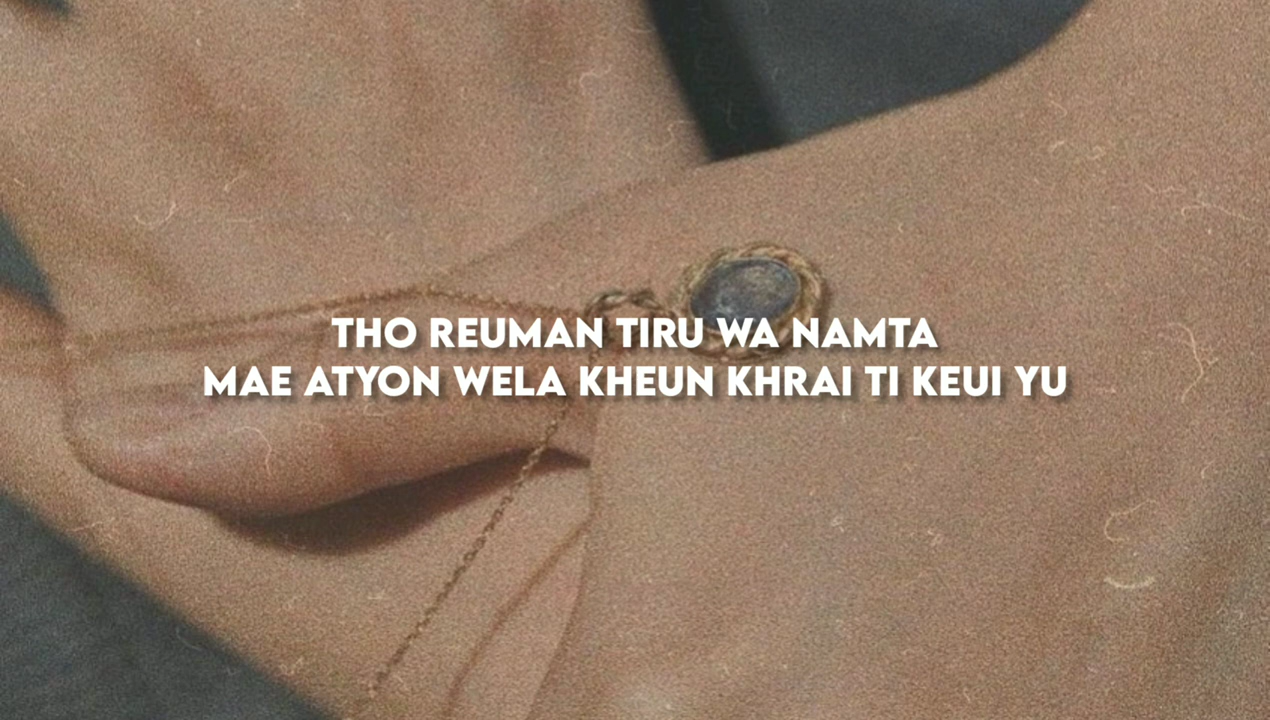 THO REUMAN TIRU WA NAMTA
MAE ATYON WELA KHEUN KHRAI TI KEUI YU